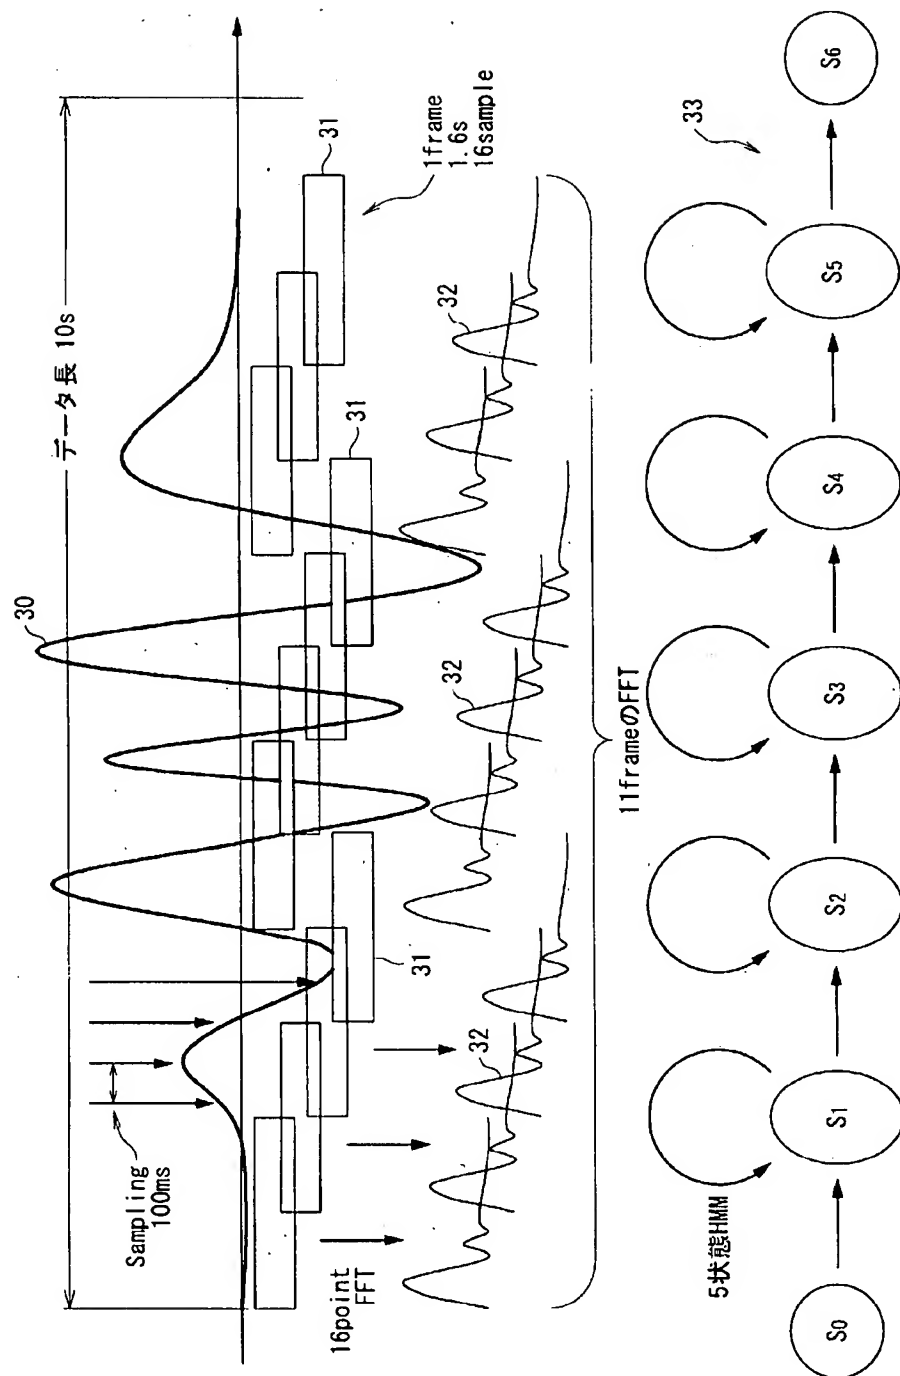 データ長 10s
30
Sampling
100ms
31
31
31
1frame
1.6s
16sample
16point
FFT
32
32
32
11frameのFFT
33
5状態HMM
S0
S1
S2
S3
S4
S5
S6